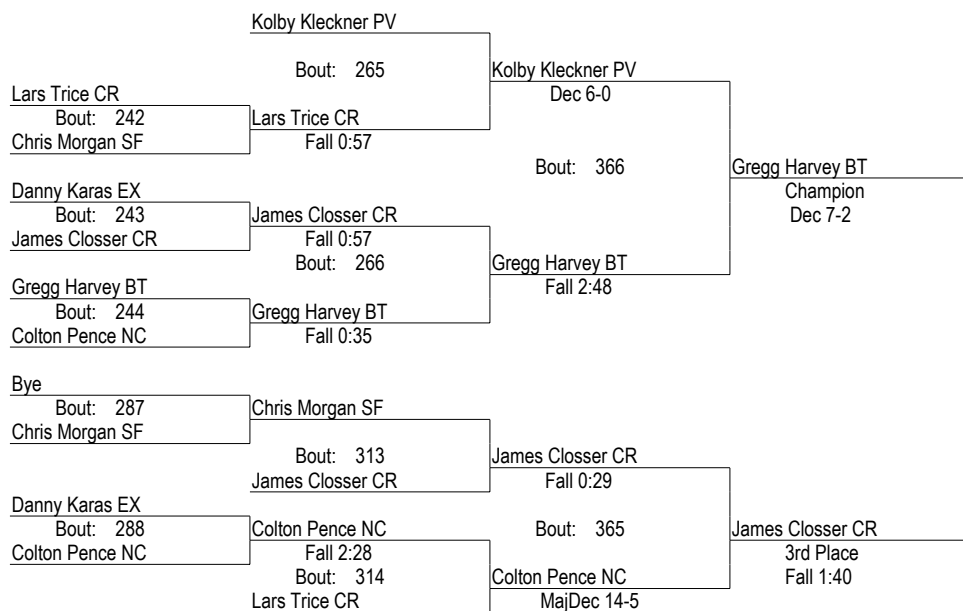 Kolby Kleckner PV
Bout: 265
Kolby Kleckner PV
Dec 6-0
Lars Trice CR
Bout: 242
Chris Morgan SF
Lars Trice CR
Fall 0:57
Bout: 366
Gregg Harvey BT
Champion
Dec 7-2
Danny Karas EX
Bout: 243
James Closser CR
James Closser CR
Fall 0:57
Bout: 266
Gregg Harvey BT
Fall 2:48
Gregg Harvey BT
Bout: 244
Colton Pence NC
Gregg Harvey BT
Fall 0:35
Bye
Bout: 287
Chris Morgan SF
Chris Morgan SF
Bout: 313
James Closser CR
James Closser CR
Fall 0:29
Danny Karas EX
Bout: 288
Colton Pence NC
Colton Pence NC
Fall 2:28
Bout: 314
Lars Trice CR
Bout: 365
Colton Pence NC
MajDec 14-5
James Closser CR
3rd Place
Fall 1:40